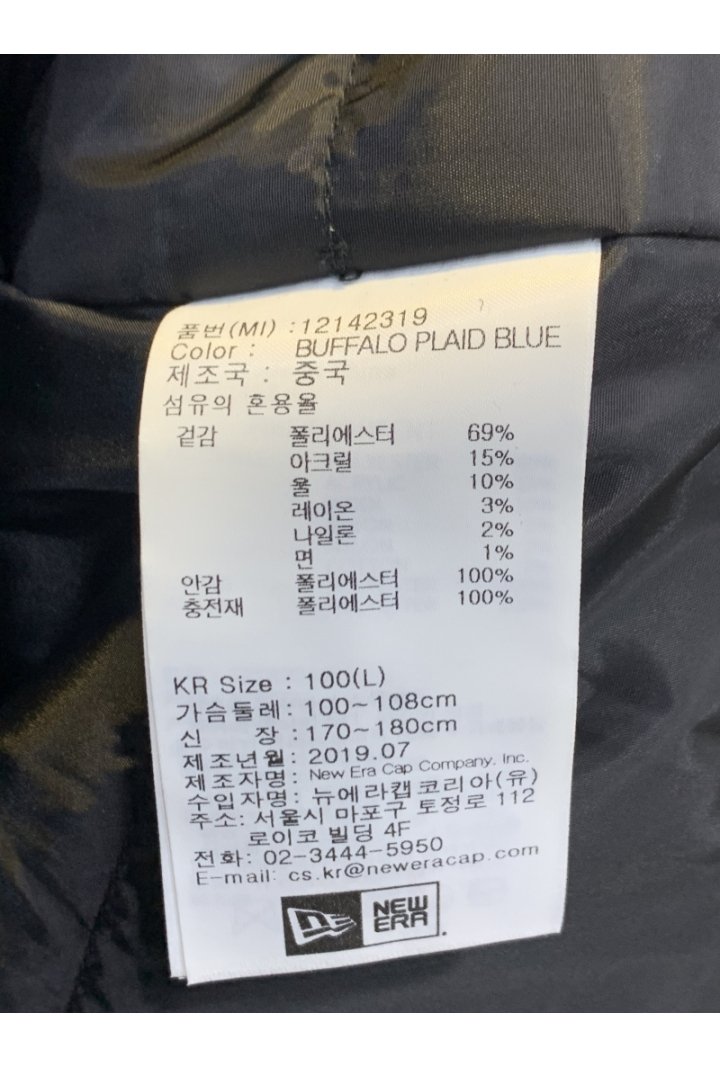 품번(MI) :12142319
Color : BUFFALO PLAID BLUE
제조국 : 중국
섬유의 혼용율
겉감 폴리에스터 69%
아크릴 15%
울 10%
레이온 3%
나일론 2%
면 1%
안감 폴리에스터 100%
충전재 폴리에스터 100%
KR Size : 100(L)
가슴둘레: 100~108cm
신 장 : 170~180cm
제조년월: 2019.07
제조자명: New Era Cap Company. Inc.
수입자명: 뉴에라캡코리아(유)
주소: 서울시 마포구 토정로 112
로이코 빌딩 4F
전화: 02-3444-5950
E-mail: cs.kr@neweracap.com
NEW
ERA